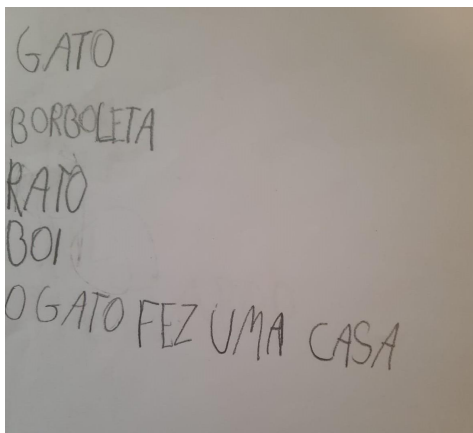 GATO
BORBOLETA
RATO
BOI
O GATO FEZ UMA CASA